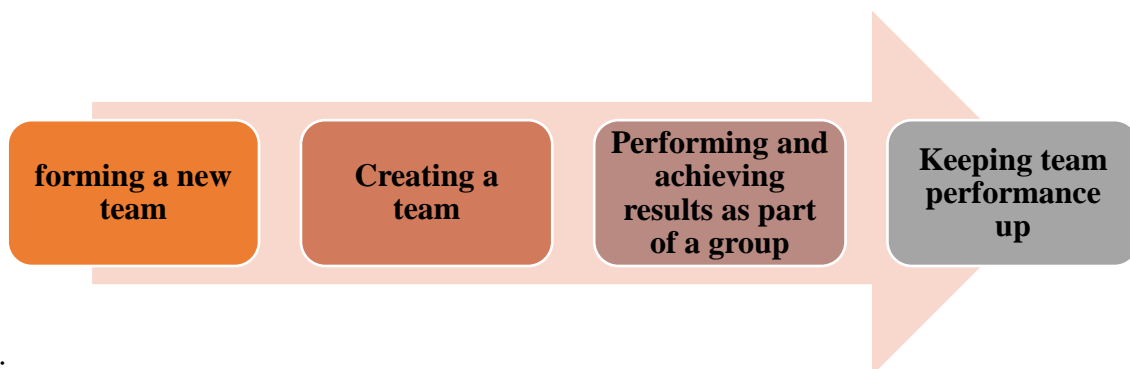 forming a new
team
Creating a
team
Performing and
achieving
results as part
of a group
Keeping team
performance
up
.